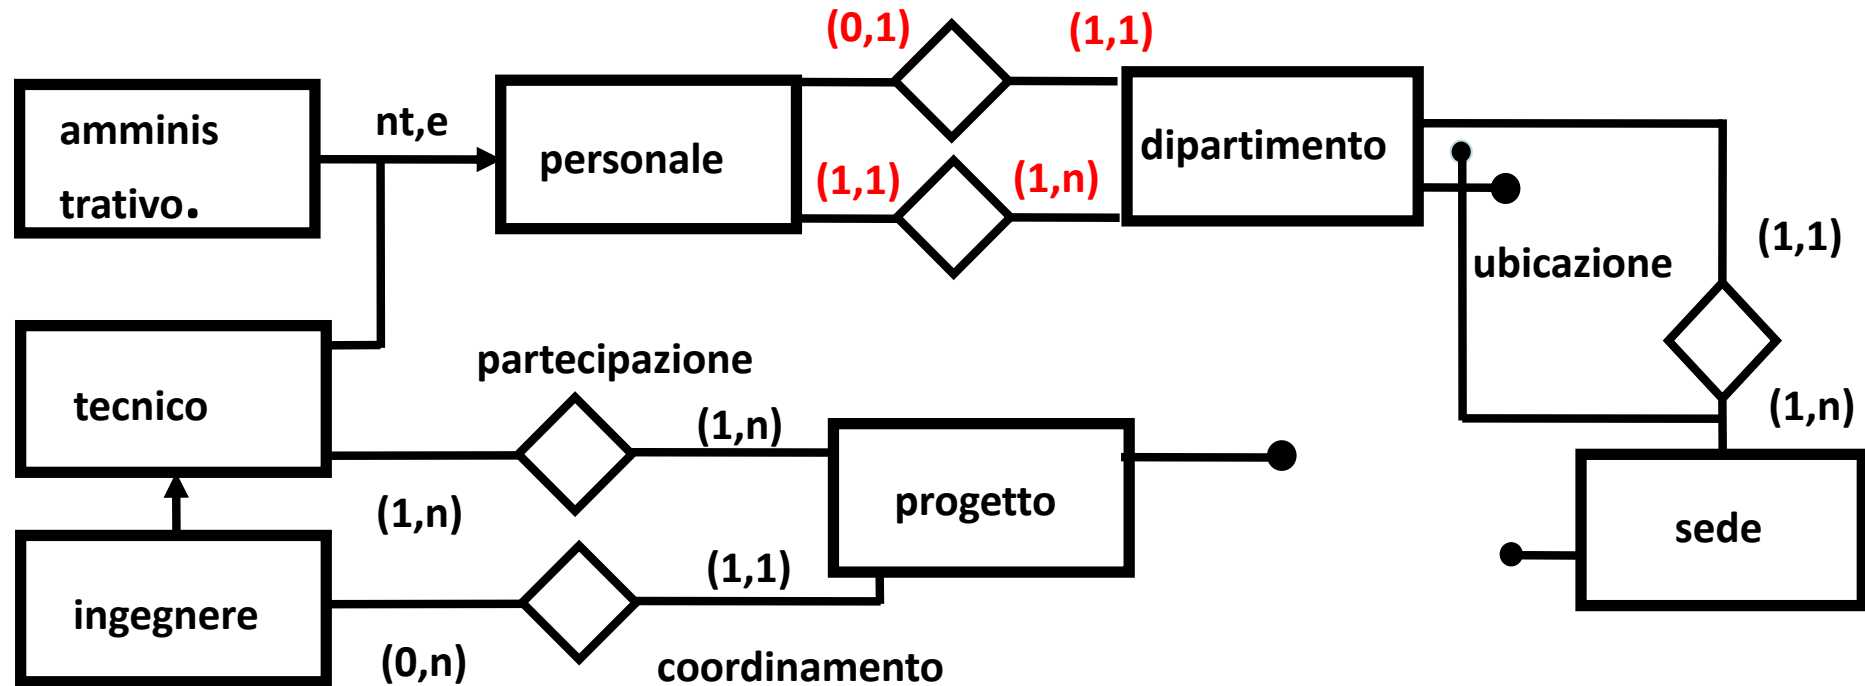 (0,1)
(1,1)
amminis
trativo.
nt,e
personale
dipartimento
(1,1)
(1,n)
ubicazione
(1,1)
tecnico
partecipazione
(1,n)
(1,n)
(1,n)
progetto
sede
ingegnere
(1,1)
(0,n)
coordinamento